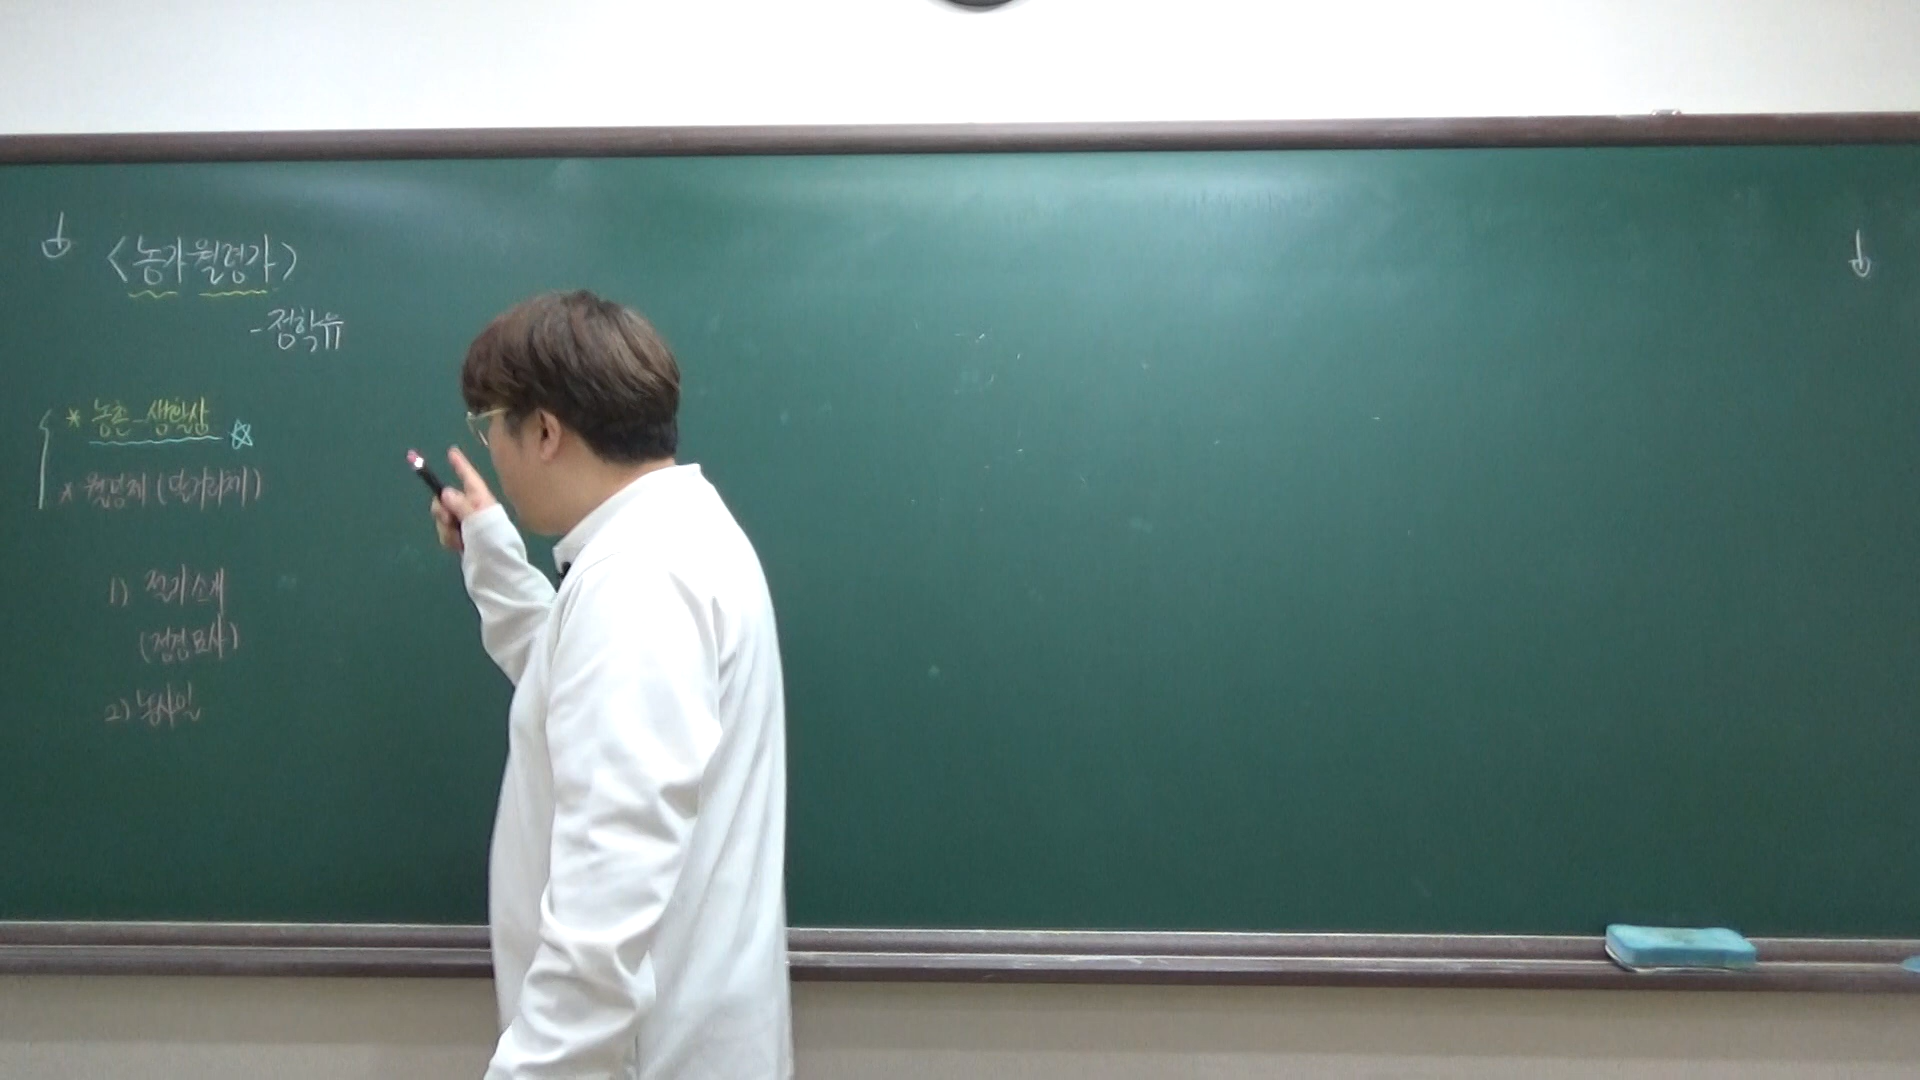 <농가월령가>
-정학유
* 농촌-생활상 ☆
* 월령체 (달거리체)
1) 절기 소개
(정경묘사)
2) 농사일